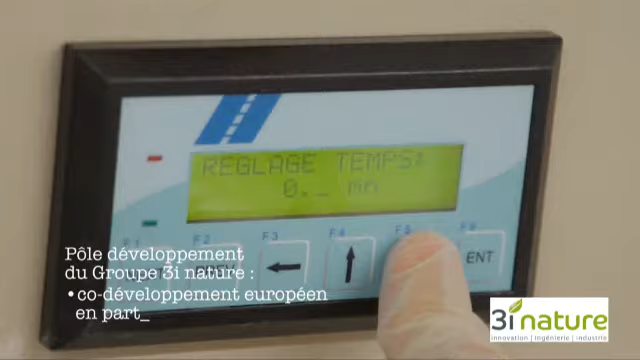 3i nature
innovation | ingénierie | industrie
REGLAGE TEMPS:
0._ mn
F1
F2
F3
F4
F5
F6
ENT
Pôle développement
du Groupe 3i nature :
• co-développement européen
en part_